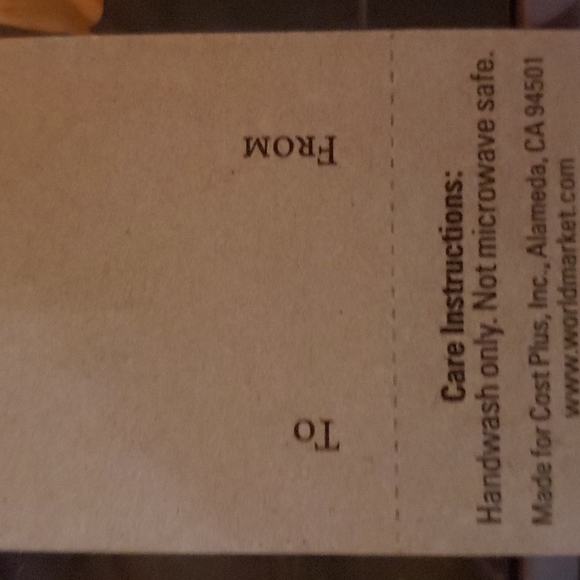 FROM
TO
Care Instructions:
Handwash only. Not microwave safe.
Made for Cost Plus, Inc., Alameda, CA 94501
www.worldmarket.com